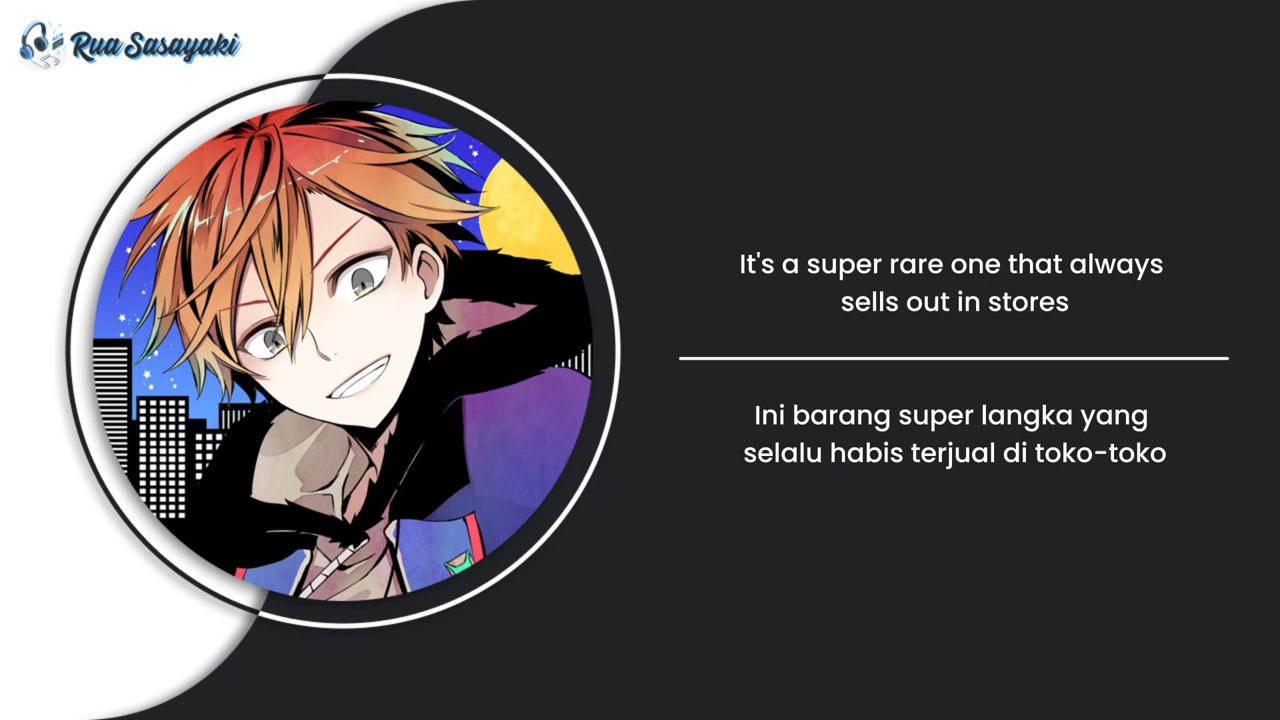 Rua Sasayaki
It's a super rare one that always
sells out in stores
Ini barang super langka yang
selalu habis terjual di toko-toko